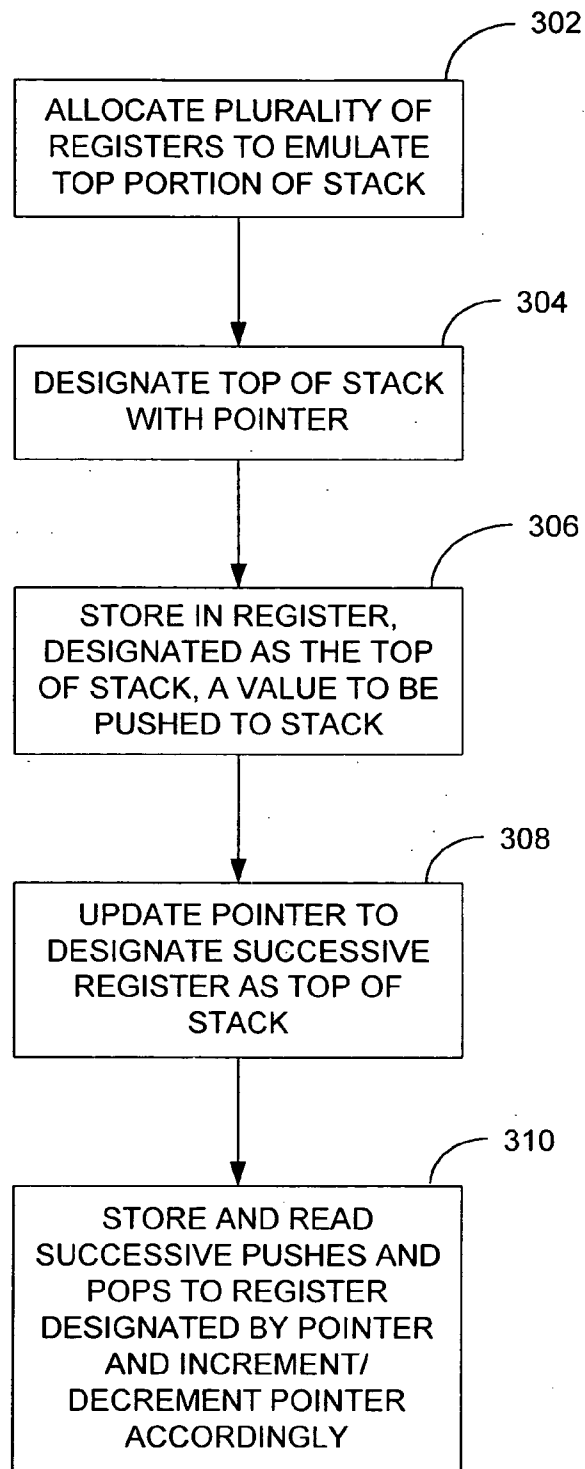 302
ALLOCATE PLURALITY OF
REGISTERS TO EMULATE
TOP PORTION OF STACK
304
DESIGNATE TOP OF STACK
WITH POINTER
306
STORE IN REGISTER,
DESIGNATED AS THE TOP
OF STACK, A VALUE TO BE
PUSHED TO STACK
308
UPDATE POINTER TO
DESIGNATE SUCCESSIVE
REGISTER AS TOP OF
STACK
310
STORE AND READ
SUCCESSIVE PUSHES AND
POPS TO REGISTER
DESIGNATED BY POINTER
AND INCREMENT/
DECREMENT POINTER
ACCORDINGLY